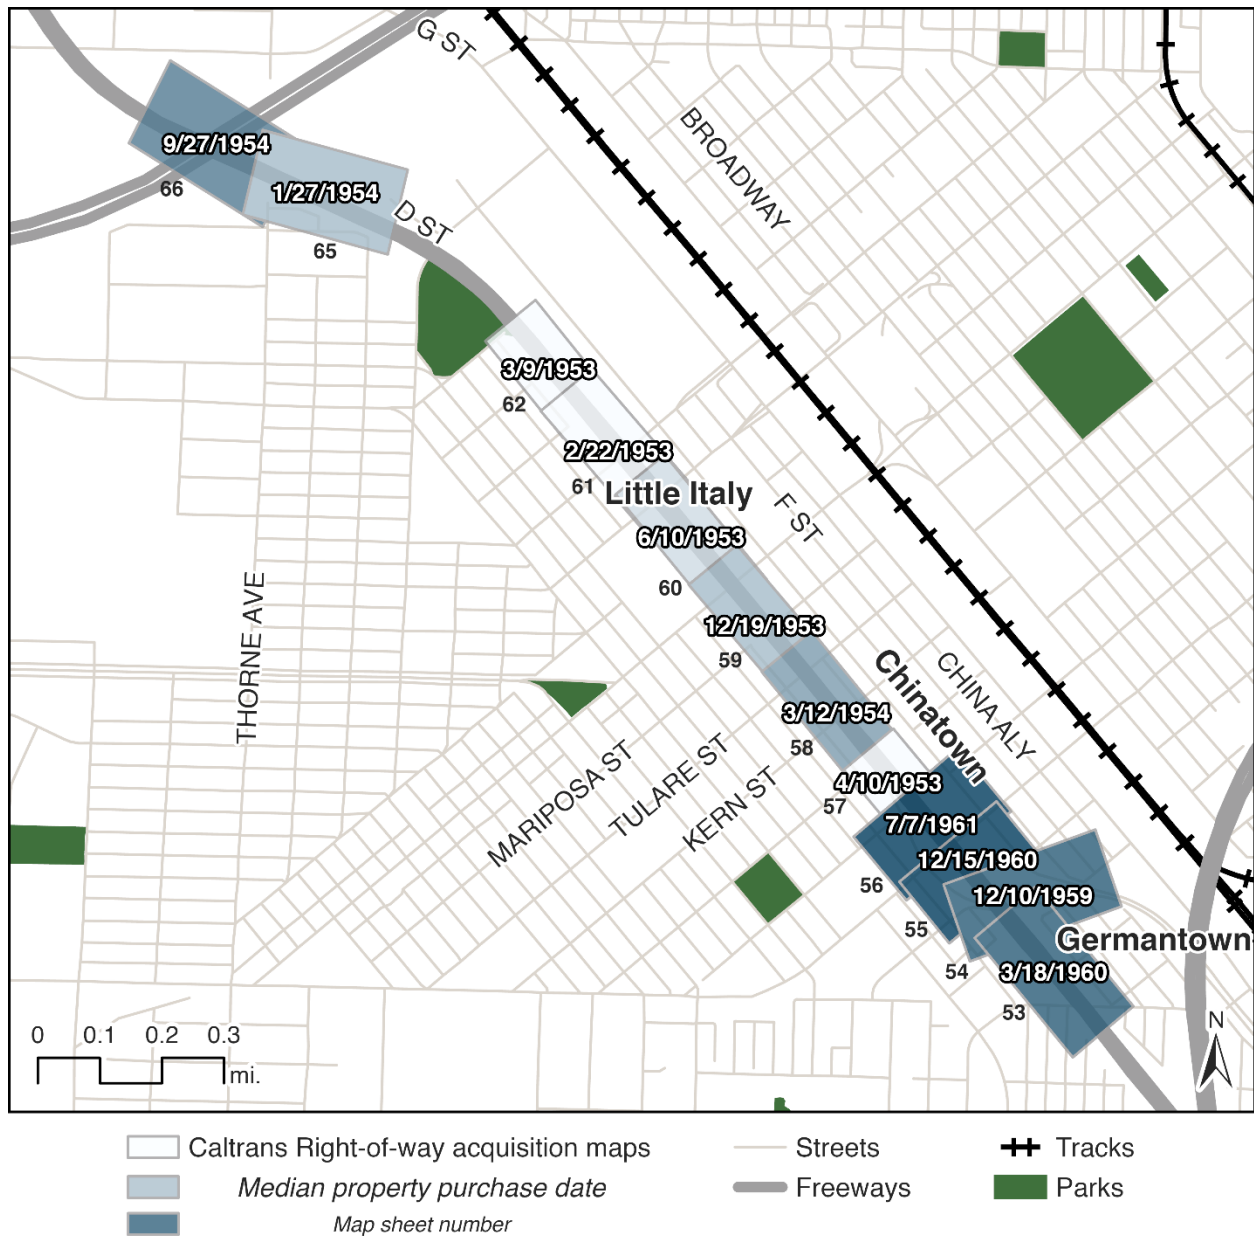 G ST
BROADWAY
9/27/1954
66
1/27/1954
65
D ST
3/9/1953
62
2/22/1953
61
Little Italy
F ST
6/10/1953
60
THORNE AVE
12/19/1953
59
Chinatown
CHINA ALY
3/12/1954
58
MARIPOSA ST
TULARE ST
KERN ST
4/10/1953
57
7/7/1961
56
12/15/1960
55
12/10/1959
54
Germantown
3/18/1960
53
0 0.1 0.2 0.3
mi.
N
Caltrans Right-of-way acquisition maps
Median property purchase date
Map sheet number
Streets
Freeways
Tracks
Parks